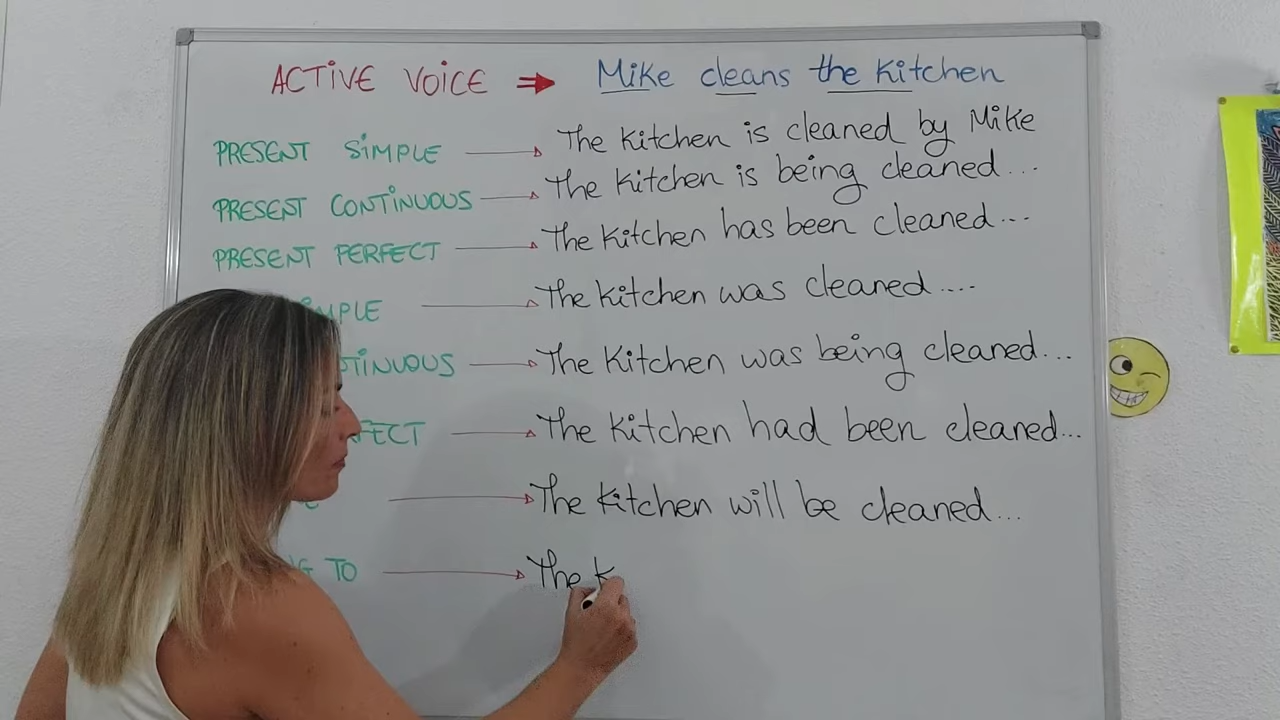 ACTIVE VOICE ⇒ Mike cleans the kitchen
PRESENT SIMPLE → The kitchen is cleaned by Mike
PRESENT CONTINUOUS → The kitchen is being cleaned...
PRESENT PERFECT → The kitchen has been cleaned...
→ The kitchen was cleaned....
→ The kitchen was being cleaned...
→ The kitchen had been cleaned...
→ The kitchen will be cleaned...
TO → The k